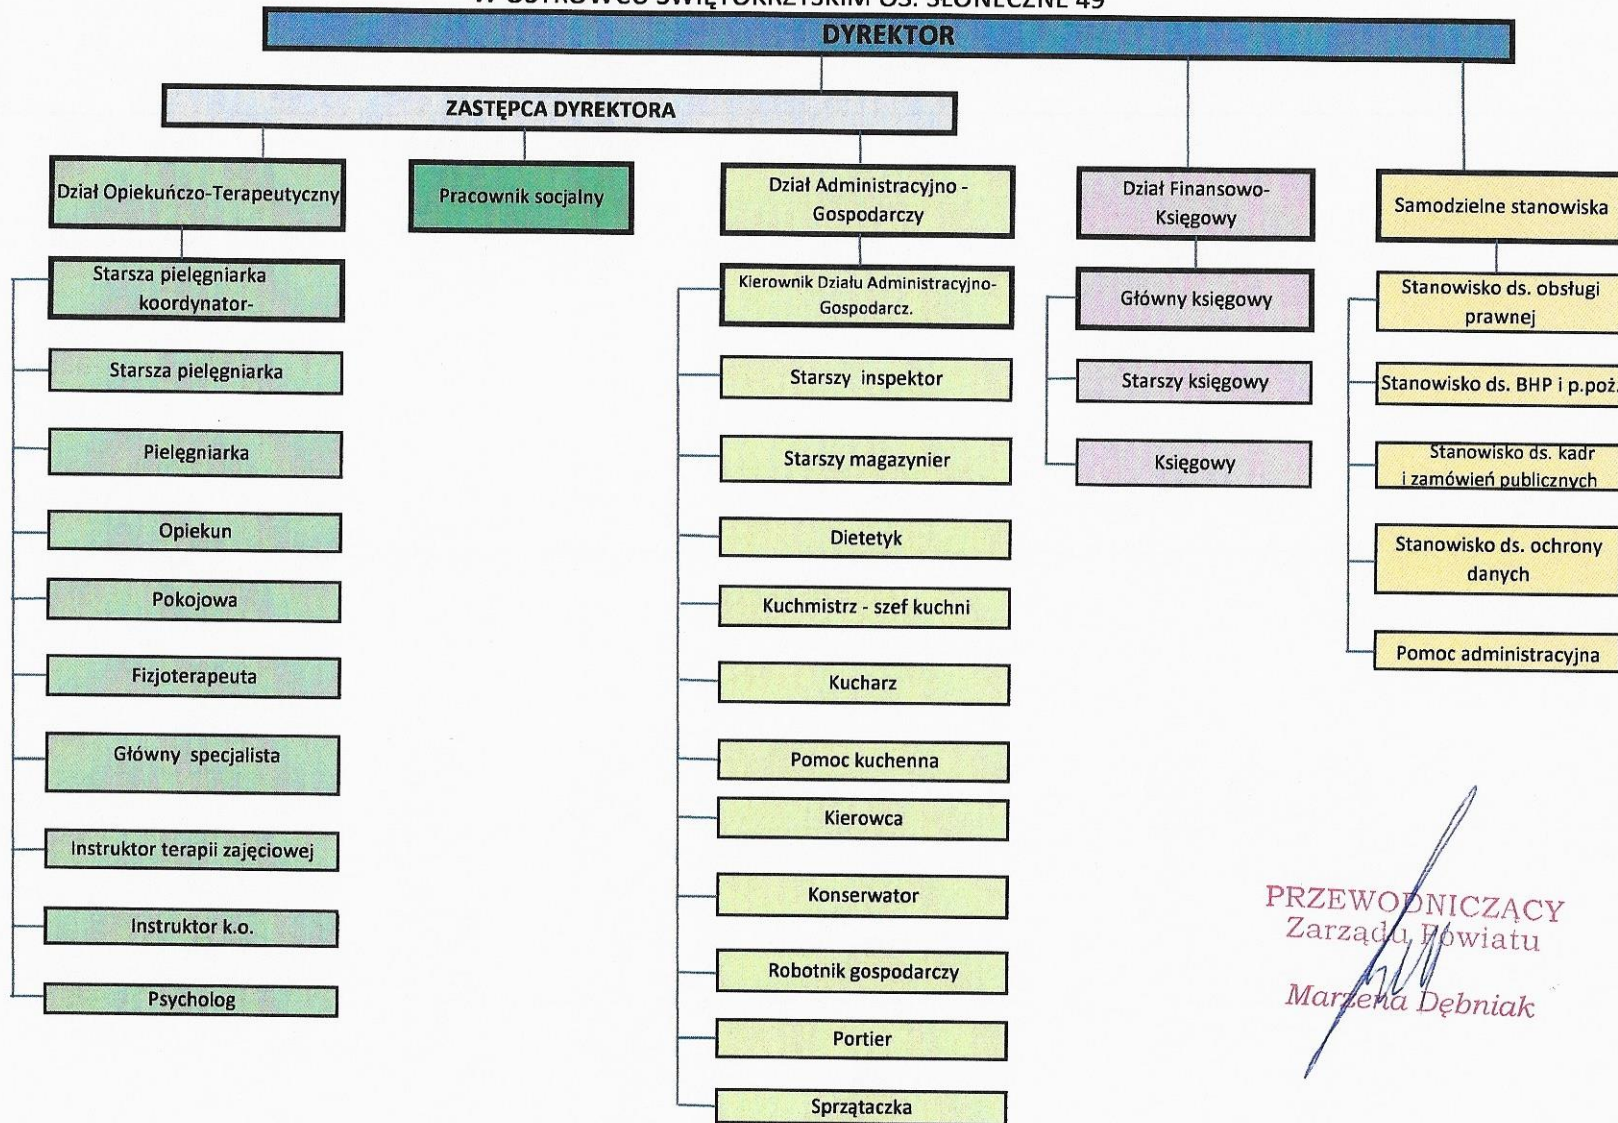 W OSTROWCU ŚWIĘTOKRZYSKIM OS. SŁONECZNE 49
DYREKTOR
ZASTĘPCA DYREKTORA
Dział Opiekuńczo-Terapeutyczny
Pracownik socjalny
Dział Administracyjno -
Gospodarczy
Dział Finansowo-
Księgowy
Samodzielne stanowiska
Starsza pielęgniarka
koordynator-
Starsza pielęgniarka
Pielęgniarka
Opiekun
Pokojowa
Fizjoterapeuta
Główny specjalista
Instruktor terapii zajęciowej
Instruktor k.o.
Psycholog
Kierownik Działu Administracyjno-
Gospodarcz.
Starszy inspektor
Starszy magazynier
Dietetyk
Kuchmistrz - szef kuchni
Kucharz
Pomoc kuchenna
Kierowca
Konserwator
Robotnik gospodarczy
Portier
Sprzątaczka
Główny księgowy
Starszy księgowy
Księgowy
Stanowisko ds. obsługi
prawnej
Stanowisko ds. BHP i p.poż.
Stanowisko ds. kadr
i zamówień publicznych
Stanowisko ds. ochrony
danych
Pomoc administracyjna
PRZEWODNICZĄCY
Zarządu Powiatu
Marzena Dębniak